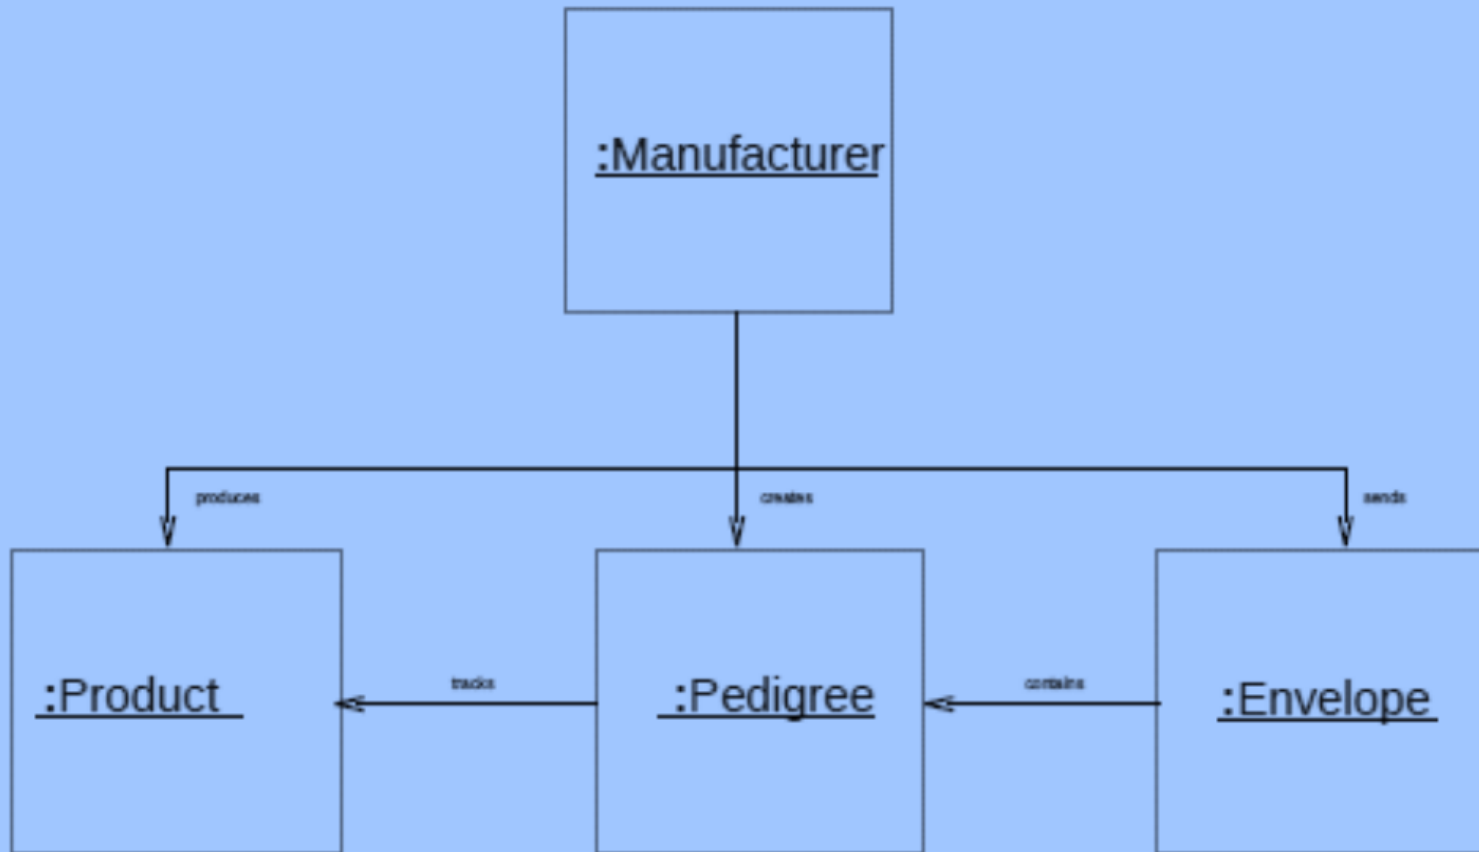 :Manufacturer
produces
creates
sends
:Product
tracks
:Pedigree
contains
:Envelope